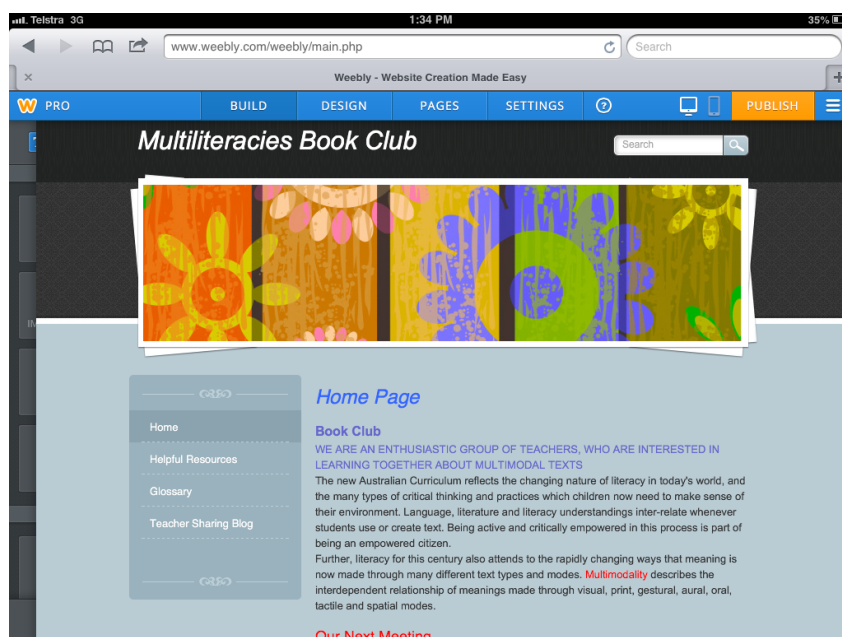 Telstra 3G
1:34 PM
35%
www.weebly.com/weebly/main.php
Search
Weebly - Website Creation Made Easy
PRO
BUILD
DESIGN
PAGES
SETTINGS
?
PUBLISH
Multiliteracies Book Club
Search
IM
Home
Helpful Resources
Glossary
Teacher Sharing Blog
Home Page
Book Club
WE ARE AN ENTHUSIASTIC GROUP OF TEACHERS, WHO ARE INTERESTED IN
LEARNING TOGETHER ABOUT MULTIMODAL TEXTS
The new Australian Curriculum reflects the changing nature of literacy in today's world, and
the many types of critical thinking and practices which children now need to make sense of
their environment. Language, literature and literacy understandings inter-relate whenever
students use or create text. Being active and critically empowered in this process is part of
being an empowered citizen.
Further, literacy for this century also attends to the rapidly changing ways that meaning is
now made through many different text types and modes. Multimodality describes the
interdependent relationship of meanings made through visual, print, gestural, aural, oral,
tactile and spatial modes.
Our Next Meeting